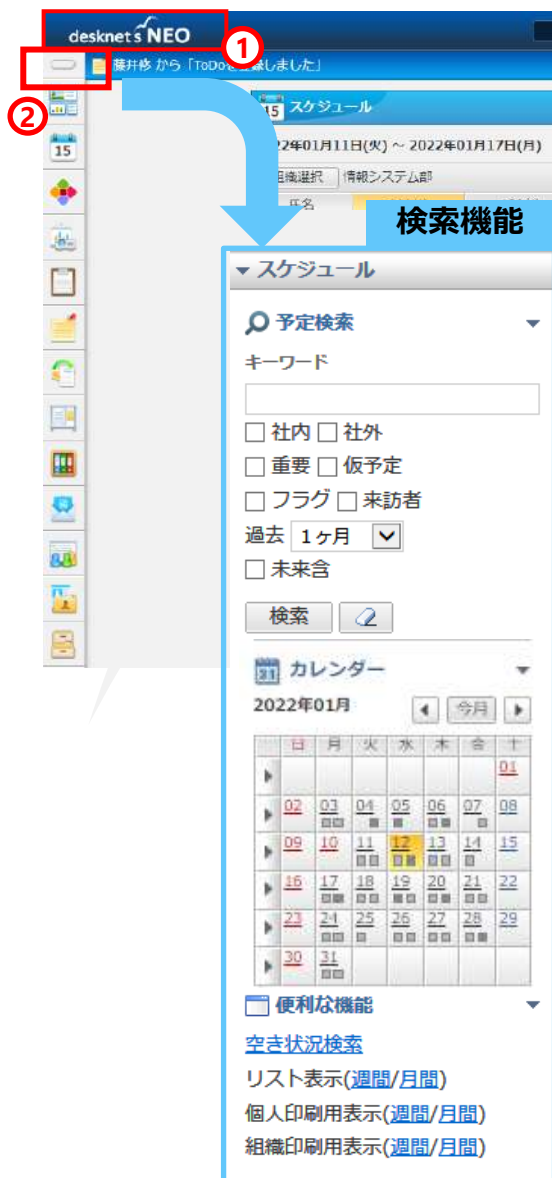 desknet's NEO
①
藤井修 から「ToDoを登録しました」
②
15
スケジュール
15
22年01月11日(火) ~ 2022年01月17日(月)
組織選択 情報システム部
氏名
検索機能
スケジュール
予定検索
キーワード
社内 社外
重要 仮予定
フラグ 来訪者
過去 1ヶ月
未来含
検索
31 カレンダー
2022年01月 今月
日 月 火 水 木 金 土
01
02 03 04 05 06 07 08
09 10 11 12 13 14 15
16 17 18 19 20 21 22
23 24 25 26 27 28 29
30 31
便利な機能
空き状況検索
リスト表示(週間/月間)
個人印刷用表示(週間/月間)
組織印刷用表示(週間/月間)